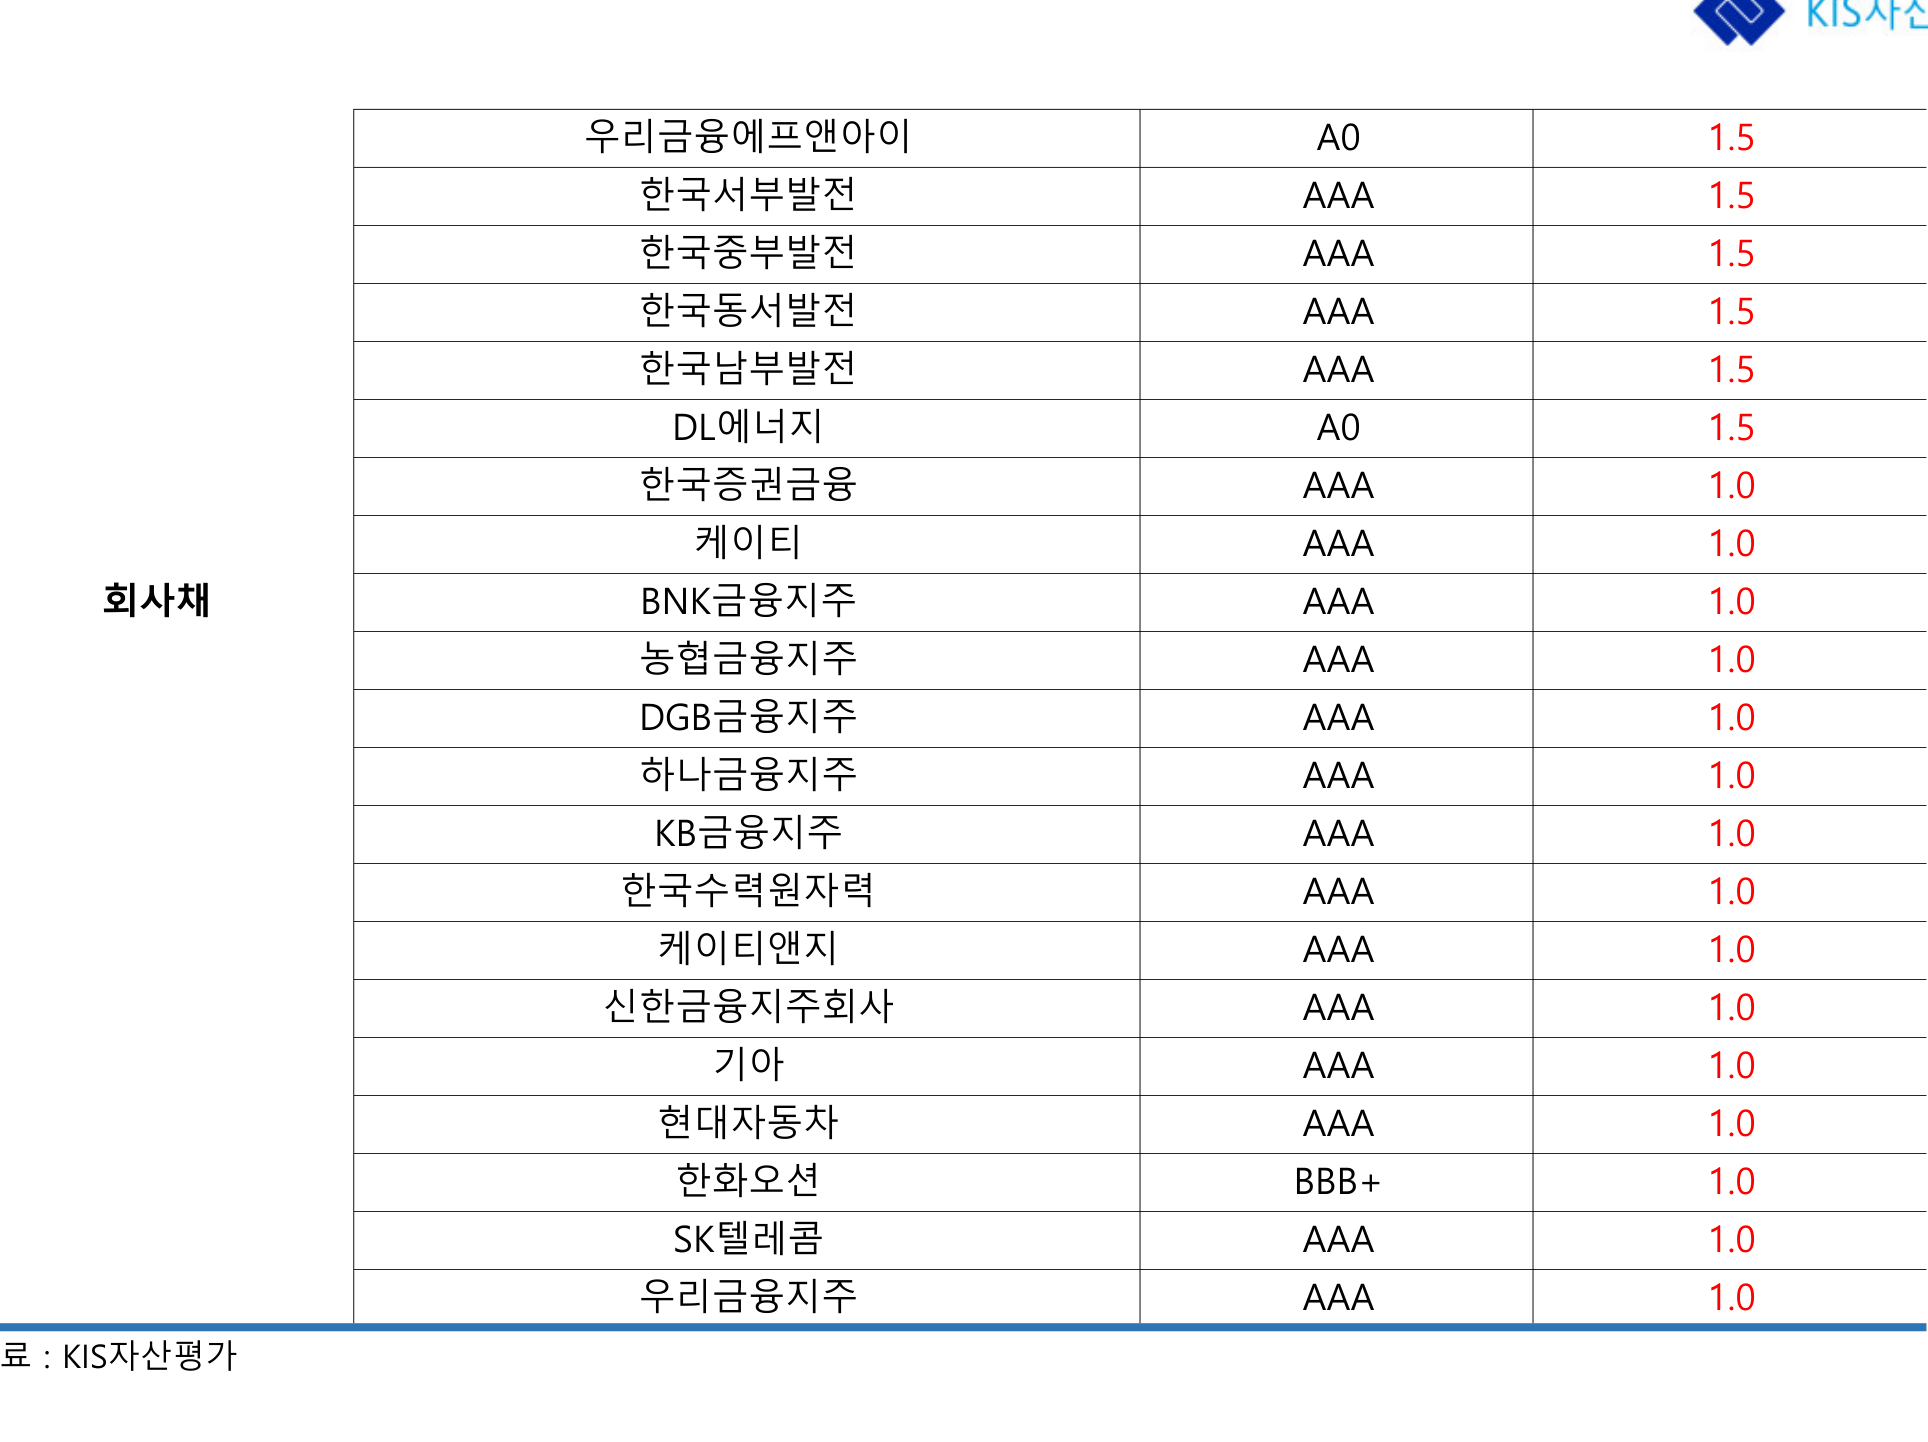 KIS자산
우리금융에프앤아이 A0 1.5
한국서부발전 AAA 1.5
한국중부발전 AAA 1.5
한국동서발전 AAA 1.5
한국남부발전 AAA 1.5
DL에너지 A0 1.5
한국증권금융 AAA 1.0
케이티 AAA 1.0
회사채 BNK금융지주 AAA 1.0
농협금융지주 AAA 1.0
DGB금융지주 AAA 1.0
하나금융지주 AAA 1.0
KB금융지주 AAA 1.0
한국수력원자력 AAA 1.0
케이티앤지 AAA 1.0
신한금융지주회사 AAA 1.0
기아 AAA 1.0
현대자동차 AAA 1.0
한화오션 BBB+ 1.0
SK텔레콤 AAA 1.0
우리금융지주 AAA 1.0
료 : KIS자산평가